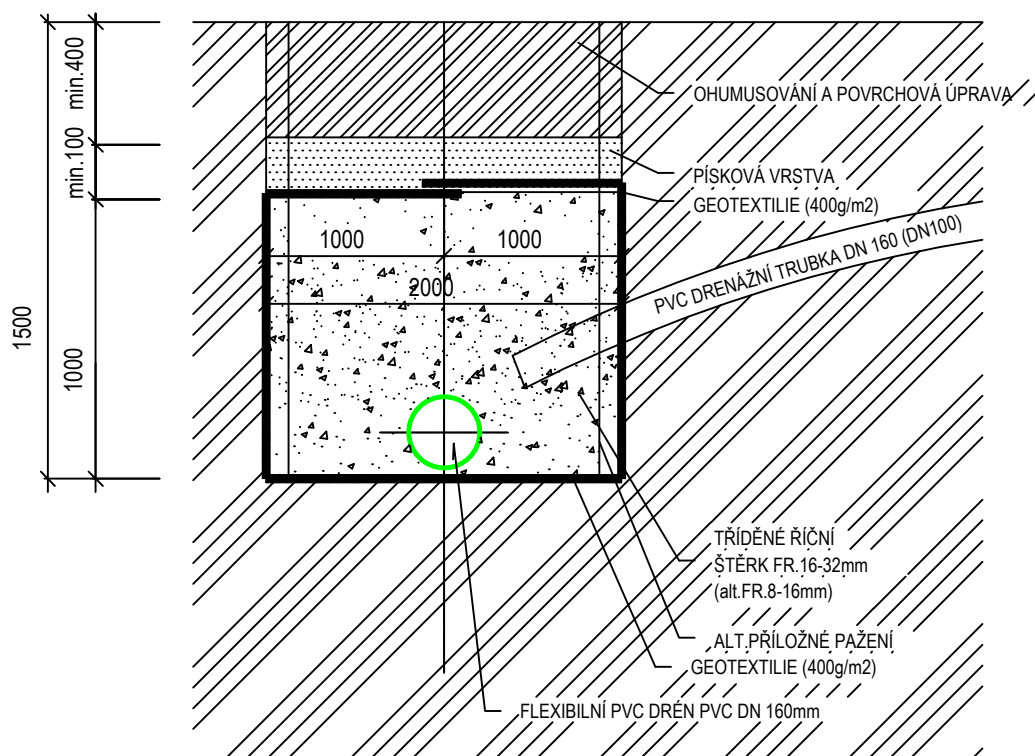 min.400
OHUMUSOVÁNÍ A POVRCHOVÁ ÚPRAVA
min.100
PÍSKOVÁ VRSTVA
GEOTEXTILIE (400g/m2)
1000
1000
PVC DRENÁŽNÍ TRUBKA DN 160 (DN100)
2000
1500
1000
TŘÍDĚNÉ ŘÍČNÍ
ŠTĚRK FR.16-32mm
(alt.FR.8-16mm)
ALT.PŘÍLOŽNÉ PAŽENÍ
GEOTEXTILIE (400g/m2)
FLEXIBILNÍ PVC DRÉN PVC DN 160mm